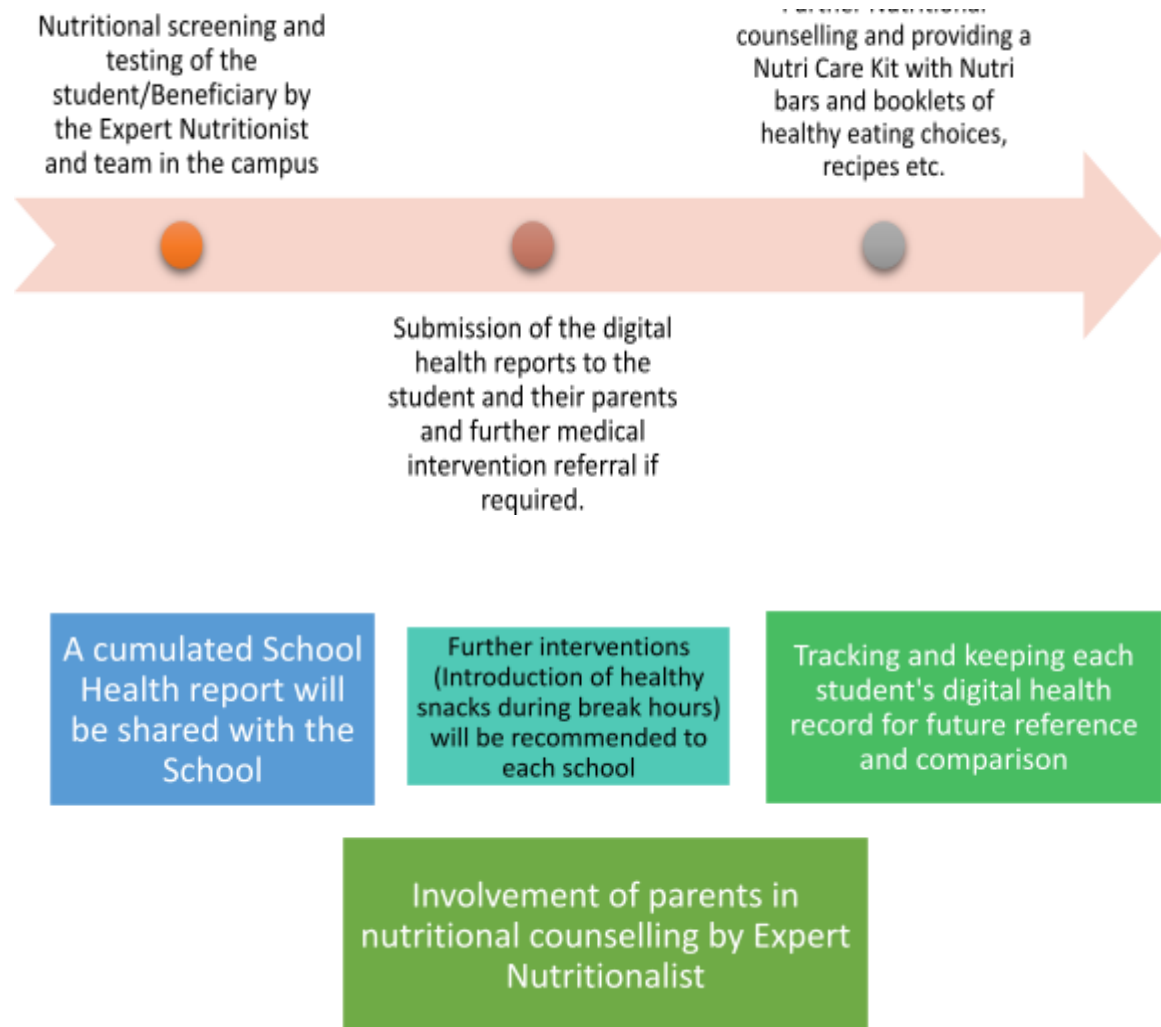 Nutritional screening and
testing of the
student/Beneficiary by
the Expert Nutritionist
and team in the campus
Further Nutritional
counselling and providing a
Nutri Care Kit with Nutri
bars and booklets of
healthy eating choices,
recipes etc.
Submission of the digital
health reports to the
student and their parents
and further medical
intervention referral if
required.
A cumulated School
Health report will
be shared with the
School
Further interventions
(Introduction of healthy
snacks during break hours)
will be recommended to
each school
Tracking and keeping each
student's digital health
record for future reference
and comparison
Involvement of parents in
nutritional counselling by Expert
Nutritionalist